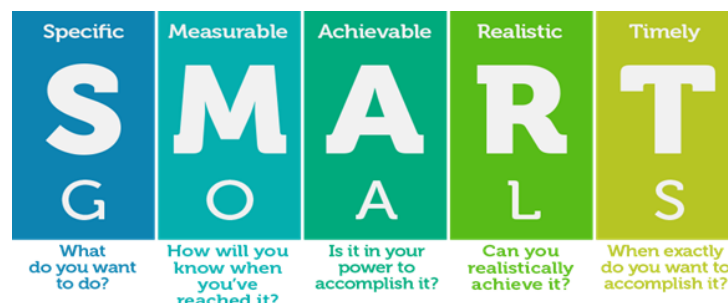 Specific Measurable Achievable Realistic Timely
S M A R T
G O A L S
What
do you want
to do?
How will you
know when
you've
reached it?
Is it in your
power to
accomplish it?
Can you
realistically
achieve it?
When exactly
do you want to
accomplish it?